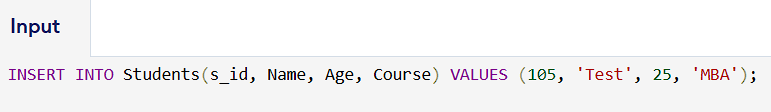 Input
INSERT INTO Students(s_id, Name, Age, Course) VALUES (105, 'Test', 25, 'MBA');